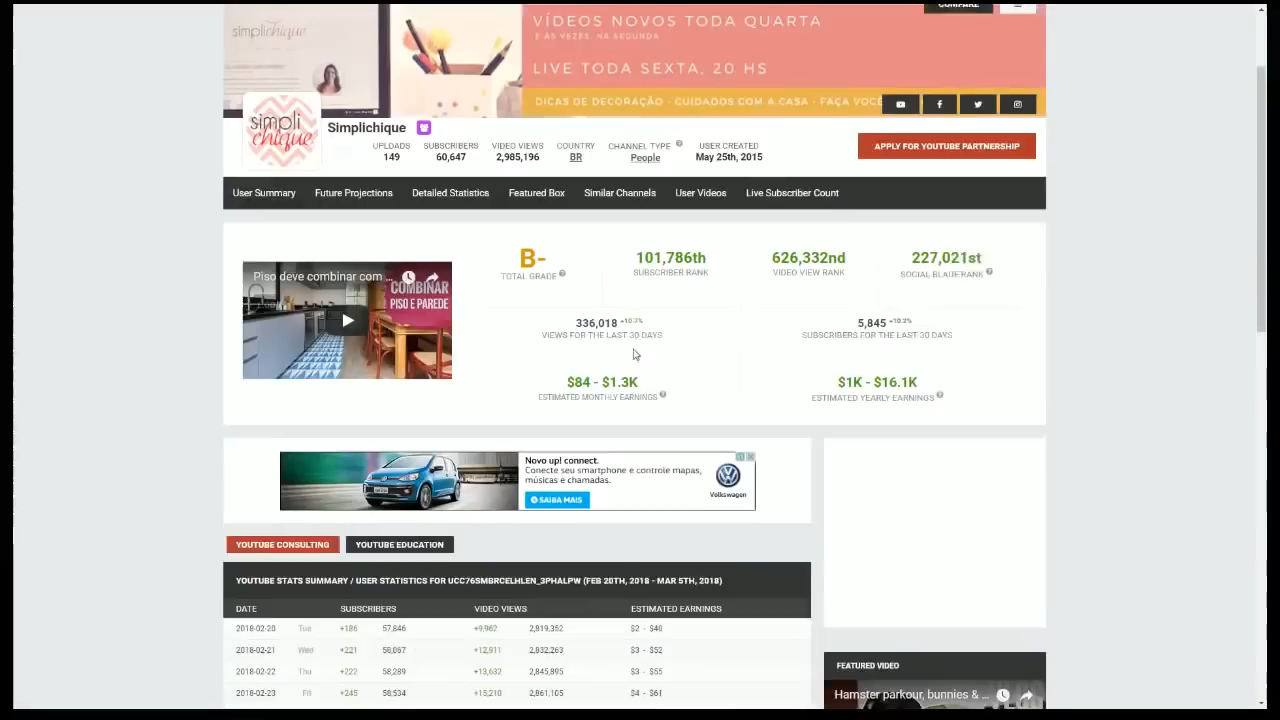 COMPARE
simplichique
VÍDEOS NOVOS TODA QUARTA
E ÀS VEZES, NA SEGUNDA
LIVE TODA SEXTA, 20 HS
DICAS DE DECORAÇÃO · CUIDADOS COM A CASA · FAÇA VOCÊ
simpli
chique
Simplichique
UPLOADS
149
SUBSCRIBERS
60,647
VIDEO VIEWS
2,985,196
COUNTRY
BR
CHANNEL TYPE
People
USER CREATED
May 25th, 2015
APPLY FOR YOUTUBE PARTNERSHIP
User Summary Future Projections Detailed Statistics Featured Box Similar Channels User Videos Live Subscriber Count
Piso deve combinar com ...
COMBINAR
PISO E PAREDE
B-
TOTAL GRADE
101,786th
SUBSCRIBER RANK
626,332nd
VIDEO VIEW RANK
227,021st
SOCIAL BLADE RANK
336,018 +10.7%
VIEWS FOR THE LAST 30 DAYS
5,845 +10.2%
SUBSCRIBERS FOR THE LAST 30 DAYS
$84 - $1.3K
ESTIMATED MONTHLY EARNINGS
$1K - $16.1K
ESTIMATED YEARLY EARNINGS
Novo up! connect.
Conecte seu smartphone e controle mapas,
músicas e chamadas.
SAIBA MAIS
Volkswagen
YOUTUBE CONSULTING YOUTUBE EDUCATION
YOUTUBE STATS SUMMARY / USER STATISTICS FOR UCC76SMBRCELHLEN_3PHALPW (FEB 20TH, 2018 - MAR 5TH, 2018)
DATE SUBSCRIBERS VIDEO VIEWS ESTIMATED EARNINGS
2018-02-20 Tue +186 57,846 +9,962 2,819,352 $2 - $40
2018-02-21 Wed +221 58,067 +12,911 2,832,263 $3 - $52
2018-02-22 Thu +222 58,289 +13,632 2,845,895 $3 - $55
2018-02-23 Fri +245 58,534 +15,210 2,861,105 $4 - $61
FEATURED VIDEO
Hamster parkour, bunnies & ...